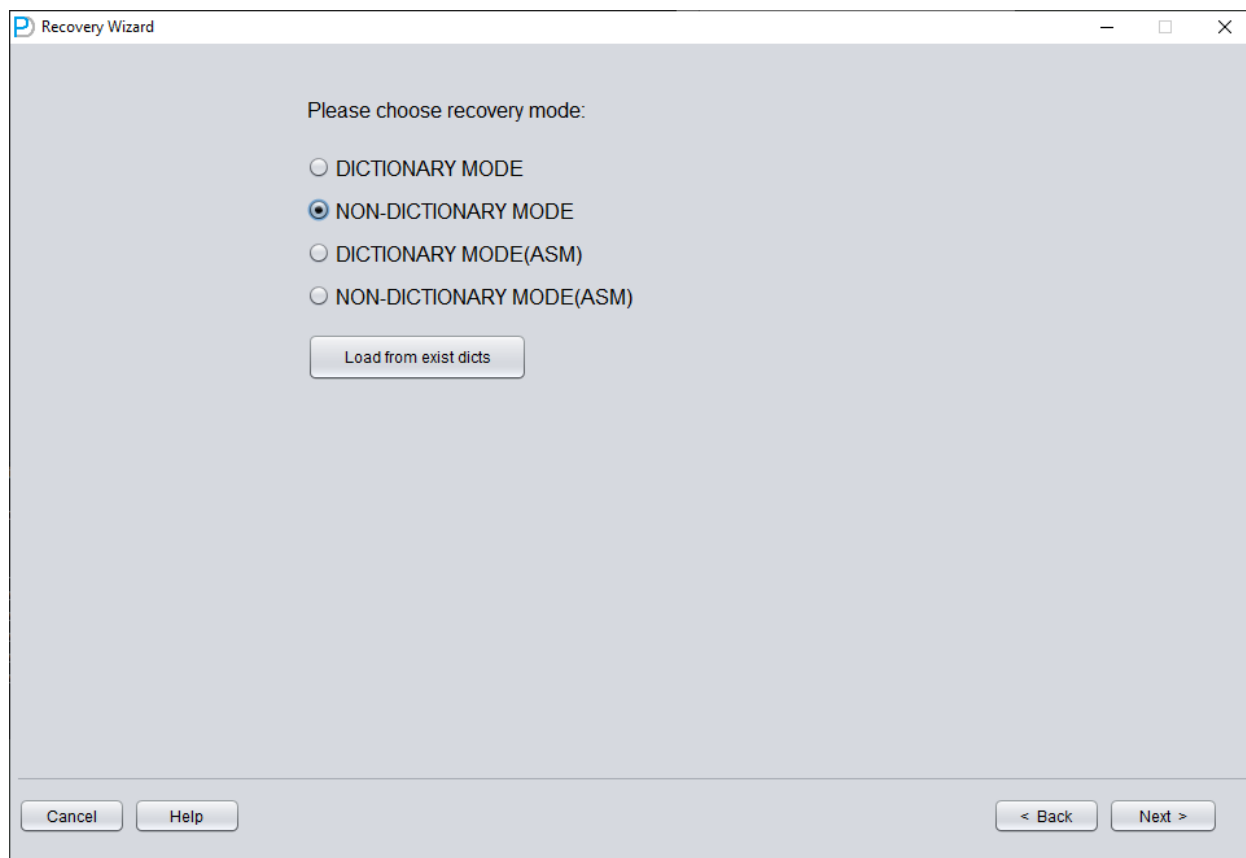 Recovery Wizard
Please choose recovery mode:
DICTIONARY MODE
NON-DICTIONARY MODE
DICTIONARY MODE(ASM)
NON-DICTIONARY MODE(ASM)
Load from exist dicts
Cancel Help < Back Next >